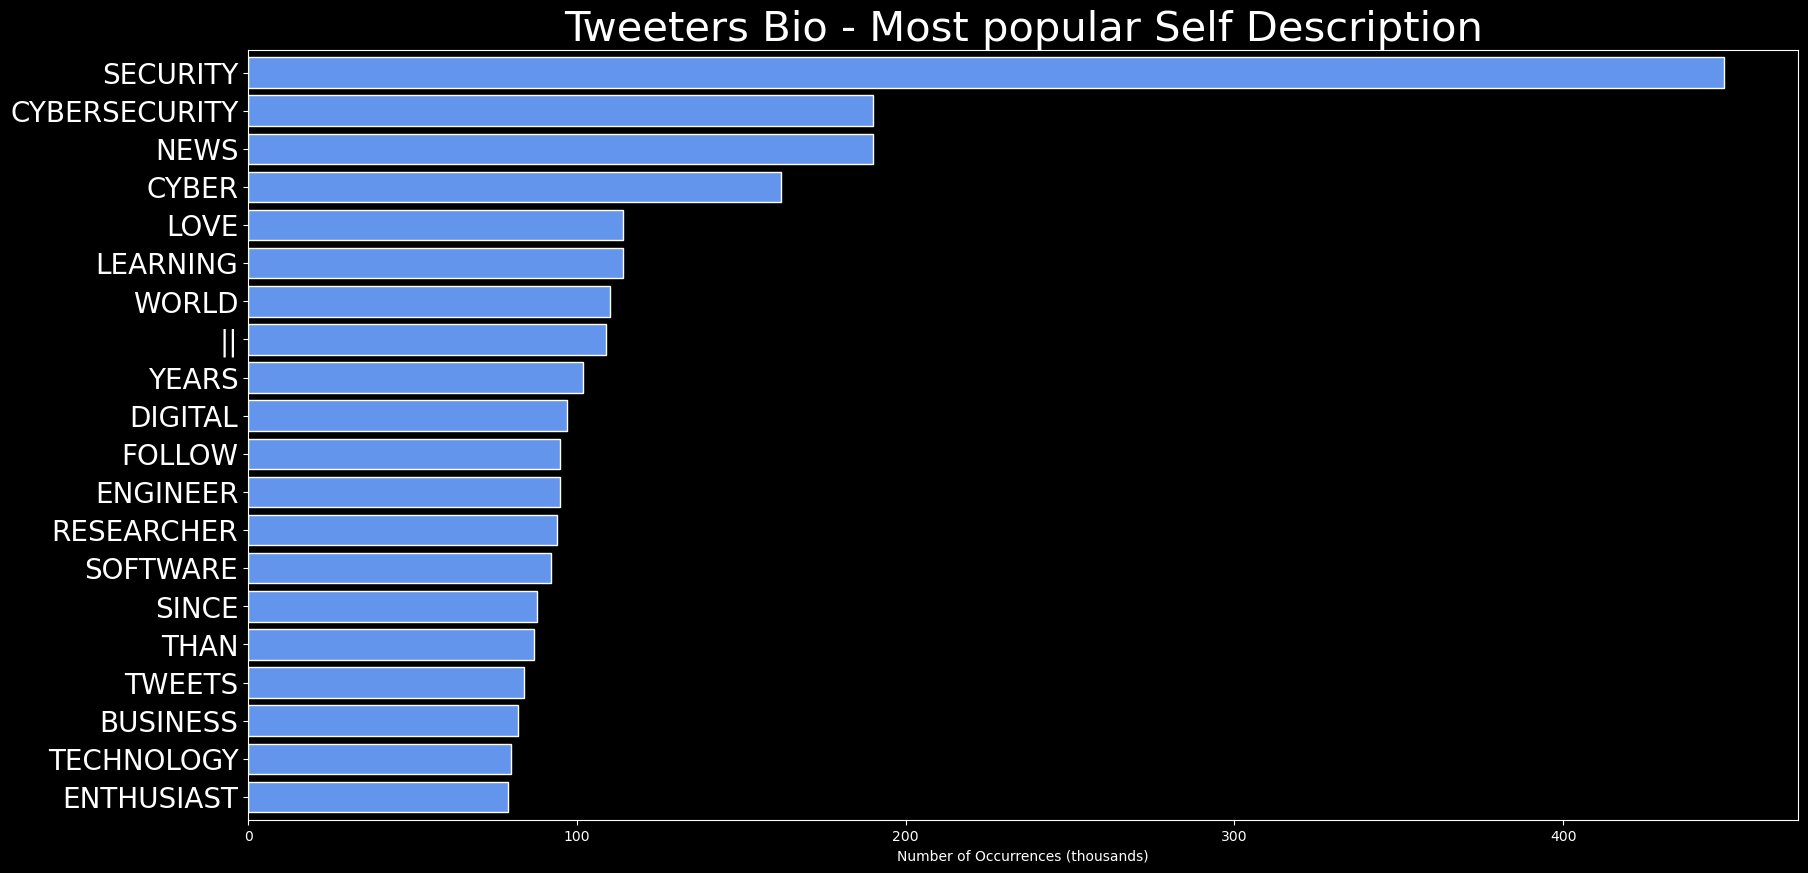 Tweeters Bio - Most popular Self Description
SECURITY
CYBERSECURITY
NEWS
CYBER
LOVE
LEARNING
WORLD
||
YEARS
DIGITAL
FOLLOW
ENGINEER
RESEARCHER
SOFTWARE
SINCE
THAN
TWEETS
BUSINESS
TECHNOLOGY
ENTHUSIAST
0 100 200 300 400
Number of Occurrences (thousands)